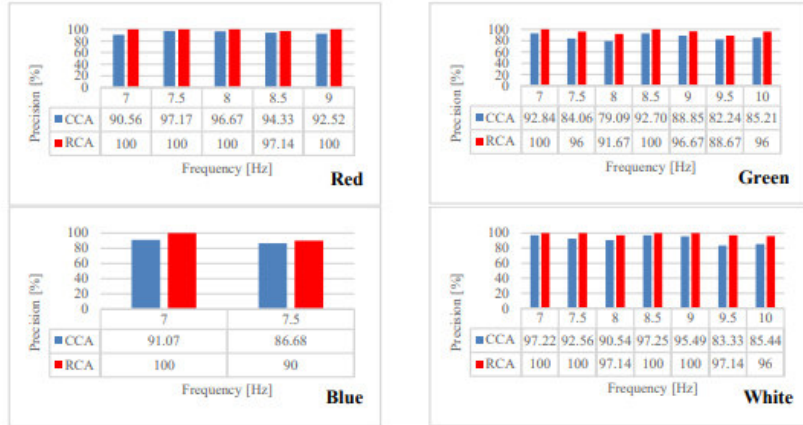 Precision [%]
100
80
60
40
20
0
7 7.5 8 8.5 9
CCA 90.56 97.17 96.67 94.33 92.52
RCA 100 100 100 97.14 100
Frequency [Hz]
Red
Precision [%]
100
80
60
40
20
0
7 7.5 8 8.5 9 9.5 10
CCA 92.84 84.06 79.09 92.70 88.85 82.24 85.21
RCA 100 96 91.67 100 96.67 88.67 96
Frequency [Hz]
Green
Precision [%]
100
80
60
40
20
0
7 7.5
CCA 91.07 86.68
RCA 100 90
Frequency [Hz]
Blue
Precision [%]
100
80
60
40
20
0
7 7.5 8 8.5 9 9.5 10
CCA 97.22 92.56 90.54 97.25 95.49 83.33 85.44
RCA 100 100 97.14 100 100 97.14 96
Frequency [Hz]
White